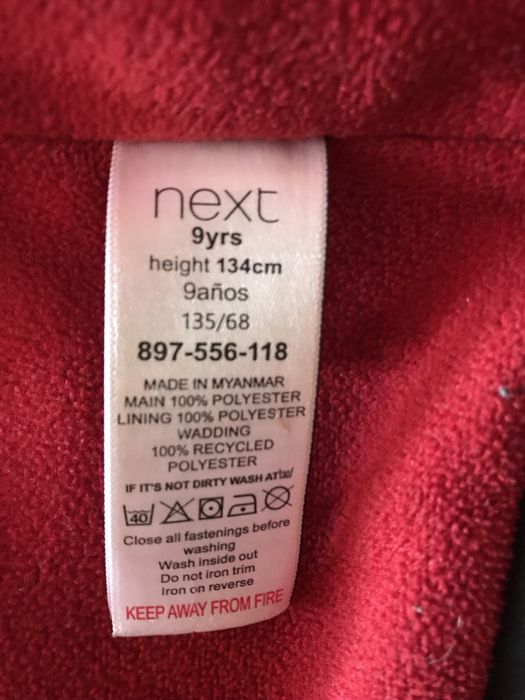 next
9yrs
height 134cm
9años
135/68
897-556-118
MADE IN MYANMAR
MAIN 100% POLYESTER
LINING 100% POLYESTER
WADDING
100% RECYCLED
POLYESTER
IF IT'S NOT DIRTY WASH AT
40
Close all fastenings before
washing
Wash inside out
Do not iron trim
Iron on reverse
KEEP AWAY FROM FIRE